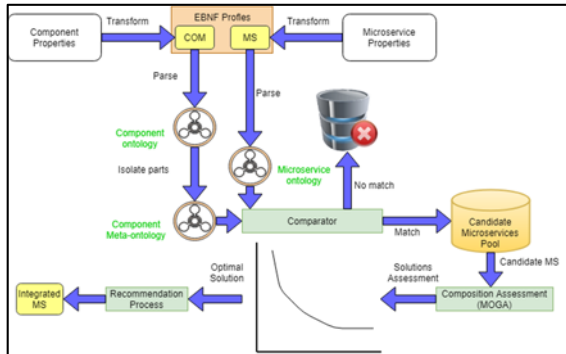 EBNF Profles
Component
Properties
Transform
COM
MS
Transform
Microservice
Properties
Parse
Parse
Component
ontology
Isolate parts
Microservice
ontology
No match
Component
Meta-ontology
Comparator
Match
Candidate
Microservices
Pool
Candidate MS
Optimal
Solution
Solutions
Assessment
Integrated
MS
Recommendation
Process
Composition Assessment
(MOGA)